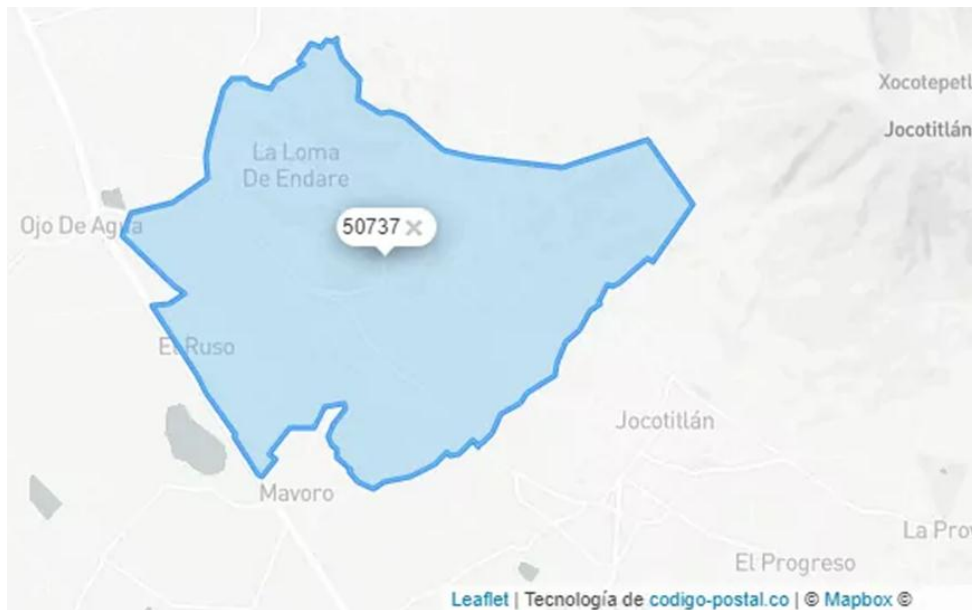 Xocotepetl
Jocotitlán
La Loma
De Endare
Ojo De Agua
50737
El Ruso
Jocotitlán
Mavoro
La Pro
El Progreso
Leaflet | Tecnología de codigo-postal.co | © Mapbox ©